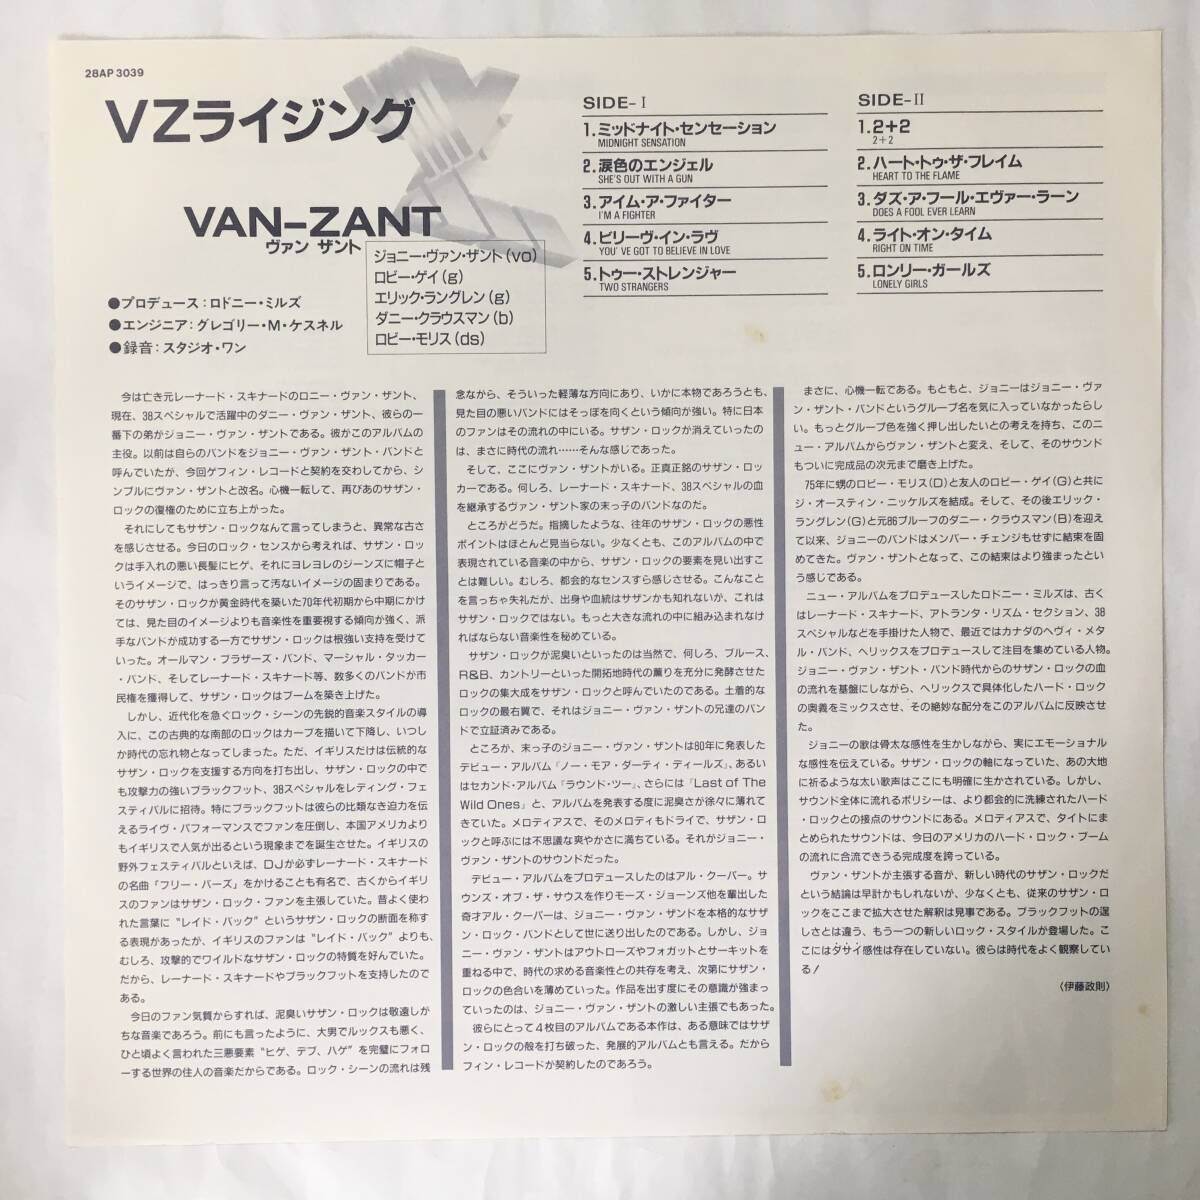 28AP 3039
VZライジング
VAN-ZANT
ヴァン ザント
ジョニー・ヴァン・ザント(vo)
ロビー・ゲイ(g)
エリック・ラングレン(g)
ダニー・クラウスマン(b)
ロビー・モリス(ds)
●プロデュース:ロドニー・ミルズ
●エンジニア:グレゴリー・M・ケスネル
●録音:スタジオ・ワン
SIDE-I
1.ミッドナイト・センセーション
MIDNIGHT SENSATION
2.涙色のエンジェル
SHE'S OUT WITH A GUN
3.アイム・ア・ファイター
I'M A FIGHTER
4.ビリーヴ・イン・ラヴ
YOU'VE GOT TO BELIEVE IN LOVE
5.トゥー・ストレンジャー
TWO STRANGERS
SIDE-II
1.2+2
2+2
2.ハート・トゥ・ザ・フレイム
HEART TO THE FLAME
3.ダズ・ア・フール・エヴァー・ラーン
DOES A FOOL EVER LEARN
4.ライト・オン・タイム
RIGHT ON TIME
5.ロンリー・ガールズ
LONELY GIRLS
今は亡き元レーナード・スキナードのロニー・ヴァン・ザント、
現在、38スペシャルで活躍中のダニー・ヴァン・ザント、彼らの一
番下の弟がジョニー・ヴァン・ザントである。彼がこのアルバムの
主役。以前は自らのバンドをジョニー・ヴァン・ザント・バンドと
呼んでいたが、今回ゲフィン・レコードと契約を交わしてから、シ
ンプルにヴァン・ザントと改名。心機一転して、再びあのサザン・
ロックの復権のために立ち上がった。
それにしてもサザン・ロックなんて言ってしまうと、異常な古さ
を感じさせる。今日のロック・センスから考えれば、サザン・ロッ
クは手入れの悪い長髪にヒゲ、それにヨレヨレのジーンズに帽子と
いうイメージで、はっきり言って汚ないイメージの固まりである。
そのサザン・ロックが黄金時代を築いた70年代初期から中期にかけ
ては、見た目のイメージよりも音楽性を重要視する傾向が強く、派
手なバンドが成功する一方でサザン・ロックは根強い支持を受けて
いった。オールマン・ブラザーズ・バンド、マーシャル・タッカー
・バンド、そしてレーナード・スキナード等、数多くのバンドが市
民権を獲得して、サザン・ロックはブームを築き上げた。
しかし、近代化を急ぐロック・シーンの先鋭的音楽スタイルの導
入に、この古典的な南部のロックはカーブを描いて下降し、いつし
か時代の忘れ物となってしまった。ただ、イギリスだけは伝統的な
サザン・ロックを支援する方向を打ち出し、サザン・ロックの中で
も攻撃力の強いブラックフット、38スペシャルをレディング・フェ
スティバルに招待。特にブラックフットは彼らの比類なき迫力を伝
えるライヴ・パフォーマンスでファンを圧倒し、本国アメリカより
もイギリスで人気が出るという現象までを誕生させた。イギリスの
野外フェスティバルといえば、DJが必ずレーナード・スキナード
の名曲「フリー・バーズ」をかけることも有名で、古くからイギリ
スのファンはサザン・ロック・ファンを主張していた。昔よく使わ
れた言葉に“レイド・バック”というサザン・ロックの断面を称す
る表現があったが、イギリスのファンは“レイド・バック”よりも、
むしろ、攻撃的でワイルドなサザン・ロックの特質を好んでいた。
だから、レーナード・スキナードやブラックフットを支持したので
ある。
今日のファン気質からすれば、泥臭いサザン・ロックは敬遠しが
ちな音楽であろう。前にも言ったように、大男でルックスも悪く、
ひと頃よく言われた三悪要素“ヒゲ、デブ、ハゲ”を完璧にフォロ
ーする世界の住人の音楽だからである。ロック・シーンの流れは残
念ながら、そういった軽薄な方向にあり、いかに本物であろうとも、
見た目の悪いバンドにはそっぽを向くという傾向が強い。特に日本
のファンはその流れの中にいる。サザン・ロックが消えていったの
は、まさに時代の流れ……そんな感じであった。
そして、ここにヴァン・ザントがいる。正真正銘のサザン・ロッ
カーである。何しろ、レーナード・スキナード、38スペシャルの血
を継承するヴァン・ザント家の末っ子のバンドなのだ。
ところがどうだ。指摘したような、往年のサザン・ロックの悪性
ポイントはほとんど見当らない。少なくとも、このアルバムの中で
表現されている音楽の中から、サザン・ロックの要素を見い出すこ
とは難しい。むしろ、都会的なセンスすら感じさせる。こんなこと
を言っちゃ失礼だが、出身や血統はサザンかも知れないが、これは
サザン・ロックではない。もっと大きな流れの中に組み込まれなけ
ればならない音楽性を秘めている。
サザン・ロックが泥臭いといったのは当然で、何しろ、ブルース、
R&B、カントリーといった開拓地時代の薫りを充分に発酵させた
ロックの集大成をサザン・ロックと呼んでいたのである。土着的な
ロックの最右翼で、それはジョニー・ヴァン・ザントの兄達のバン
ドで立証済みである。
ところが、末っ子のジョニー・ヴァン・ザントは80年に発表した
デビュー・アルバム「ノー・モア・ダーティ・ディールズ」、あるい
はセカンド・アルバム「ラウンド・ツー」、さらには「Last of The
Wild Ones」と、アルバムを発表する度に泥臭さが徐々に薄れて
きていた。メロディアスで、そのメロディもドライで、サザン・ロ
ックと呼ぶには不思議な爽やかさに満ちている。それがジョニー・
ヴァン・ザントのサウンドだった。
デビュー・アルバムをプロデュースしたのはアル・クーパー。サ
ウンズ・オブ・ザ・サウスを作りモーズ・ジョーンズ他を輩出した
奇才アル・クーパーは、ジョニー・ヴァン・ザンドを本格的なサザ
ン・ロック・バンドとして世に送り出したのである。しかし、ジョ
ニー・ヴァン・ザントはアウトローズやフォガットとサーキットを
重ねる中で、時代の求める音楽性との共存を考え、次第にサザン・
ロックの色合いを薄めていった。作品を出す度にその意識が強まっ
ていったのは、ジョニー・ヴァン・ザントの激しい主張でもあった。
彼らにとって4枚目のアルバムである本作は、ある意味ではサザ
ン・ロックの殻を打ち破った、発展的アルバムとも言える。だから
フィン・レコードが契約したのであろう。
まさに、心機一転である。もともと、ジョニーはジョニー・ヴァ
ン・ザント・バンドというグループ名を気に入っていなかったらし
い。もっとグループ色を強く押し出したいとの考えを持ち、このニ
ュー・アルバムからヴァン・ザントと変え、そして、そのサウンド
もついに完成品の次元まで磨き上げた。
75年に甥のロビー・モリス(D)と友人のロビー・ゲイ(G)と共に
ジ・オースティン・ニッケルズを結成。そして、その後エリック・
ラングレン(G)と元86プルーフのダニー・クラウスマン(B)を迎え
て以来、ジョニーのバンドはメンバー・チェンジもせずに結束を固
めてきた。ヴァン・ザントとなって、この結束はより強まったとい
う感じである。
ニュー・アルバムをプロデュースしたロドニー・ミルズは、古く
はレーナード・スキナード、アトランタ・リズム・セクション、38
スペシャルなどを手掛けた人物で、最近ではカナダのヘヴィ・メタ
ル・バンド、ヘリックスをプロデュースして注目を集めている人物。
ジョニー・ヴァン・ザント・バンド時代からのサザン・ロックの血
の流れを基盤にしながら、ヘリックスで具体化したハード・ロック
の奥義をミックスさせ、その絶妙な配分をこのアルバムに反映させ
た。
ジョニーの歌は骨太な感性を生かしながら、実にエモーショナル
な感性を伝えている。サザン・ロックの軸になっていた、あの大地
に祈るような太い歌声はここにも明確に生かされている。しかし、
サウンド全体に流れるポリシーは、より都会的に洗練されたハード
・ロックとの接点のサウンドにある。メロディアスで、タイトにま
とめられたサウンドは、今日のアメリカのハード・ロック・ブーム
の流れに合流できうる完成度を誇っている。
ヴァン・ザントが主張する音が、新しい時代のサザン・ロックだ
という結論は早計かもしれないが、少なくとも、従来のサザン・ロ
ックをここまで拡大させた解釈は見事である。ブラックフットの逞
しさとは違う、もう一つの新しいロック・スタイルが登場した。こ
こにはダサイ感性は存在していない。彼らは時代をよく観察してい
る!
(伊藤政則)